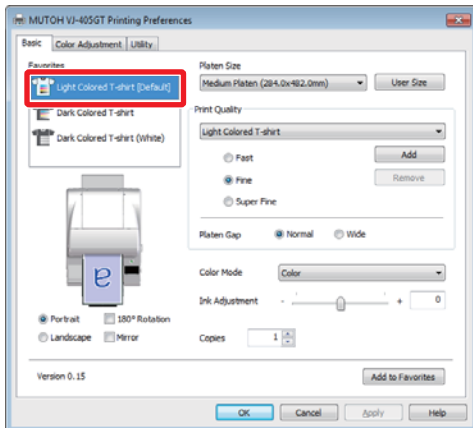 MUTOH VJ-405GT Printing Preferences
Basic Color Adjustment Utility
Favorites
Light Colored T-shirt [Default]
Dark Colored T-shirt
Dark Colored T-shirt (White)
a
Portrait 180° Rotation
Landscape Mirror
Platen Size
Medium Platen (284.0x482.0mm) User Size
Print Quality
Light Colored T-shirt
Fast Add
Fine Remove
Super Fine
Platen Gap Normal Wide
Color Mode Color
Ink Adjustment - + 0
Copies 1
Version 0.15 Add to Favorites
OK Cancel Apply Help